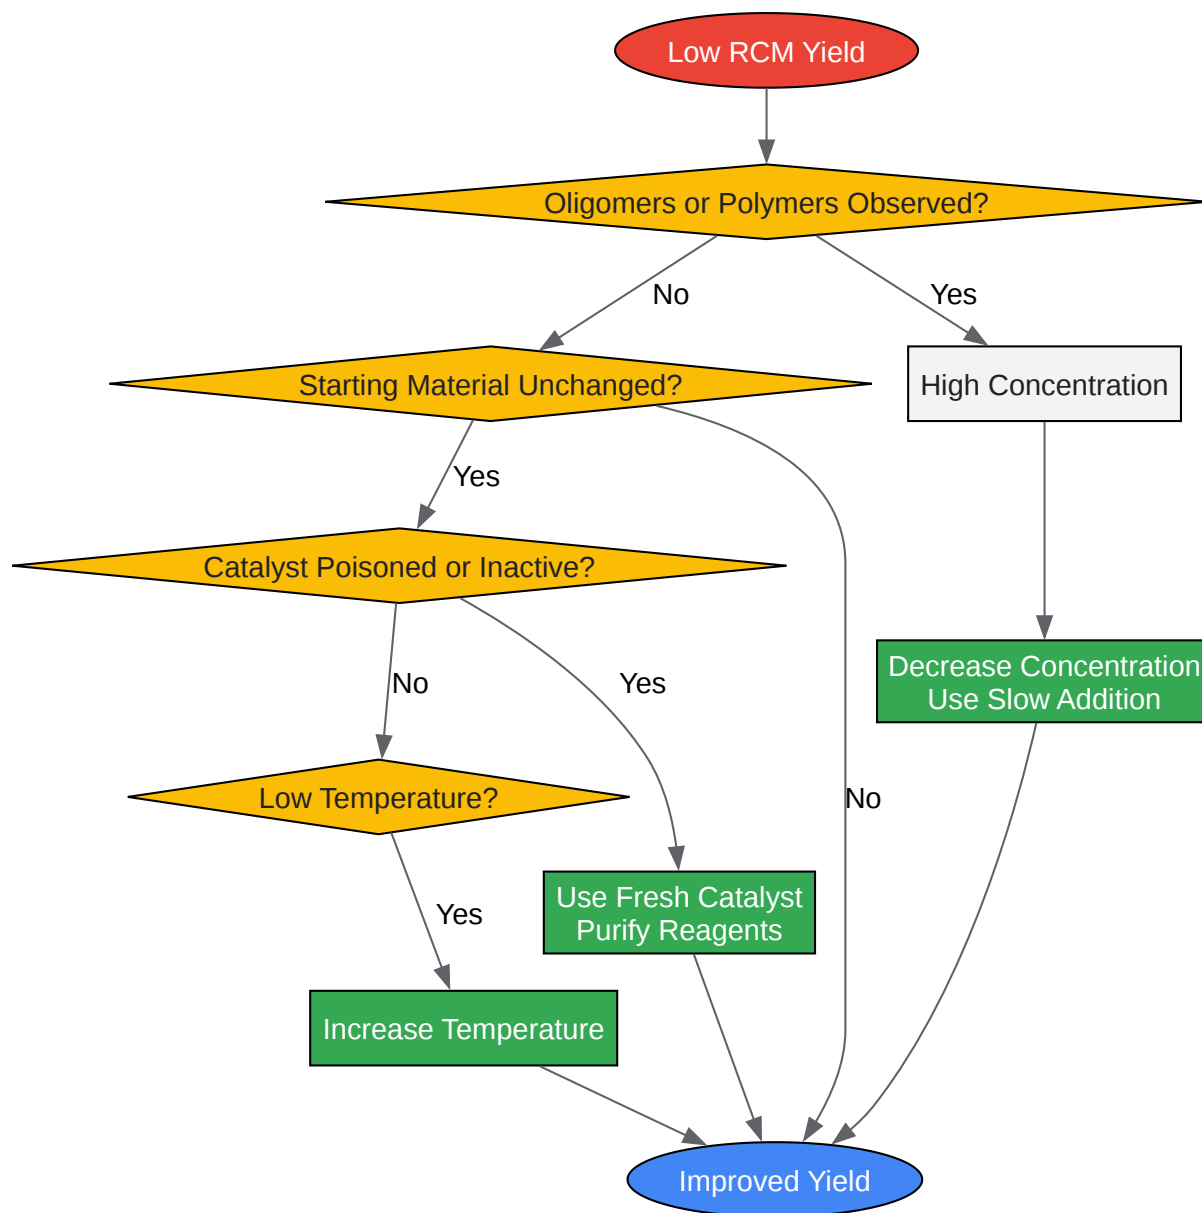 Low RCM Yield
Oligomers or Polymers Observed?
No
Yes
Starting Material Unchanged?
High Concentration
Yes
Catalyst Poisoned or Inactive?
No
Yes
Decrease Concentration
Use Slow Addition
Low Temperature?
No
Yes
Use Fresh Catalyst
Purify Reagents
Increase Temperature
Improved Yield